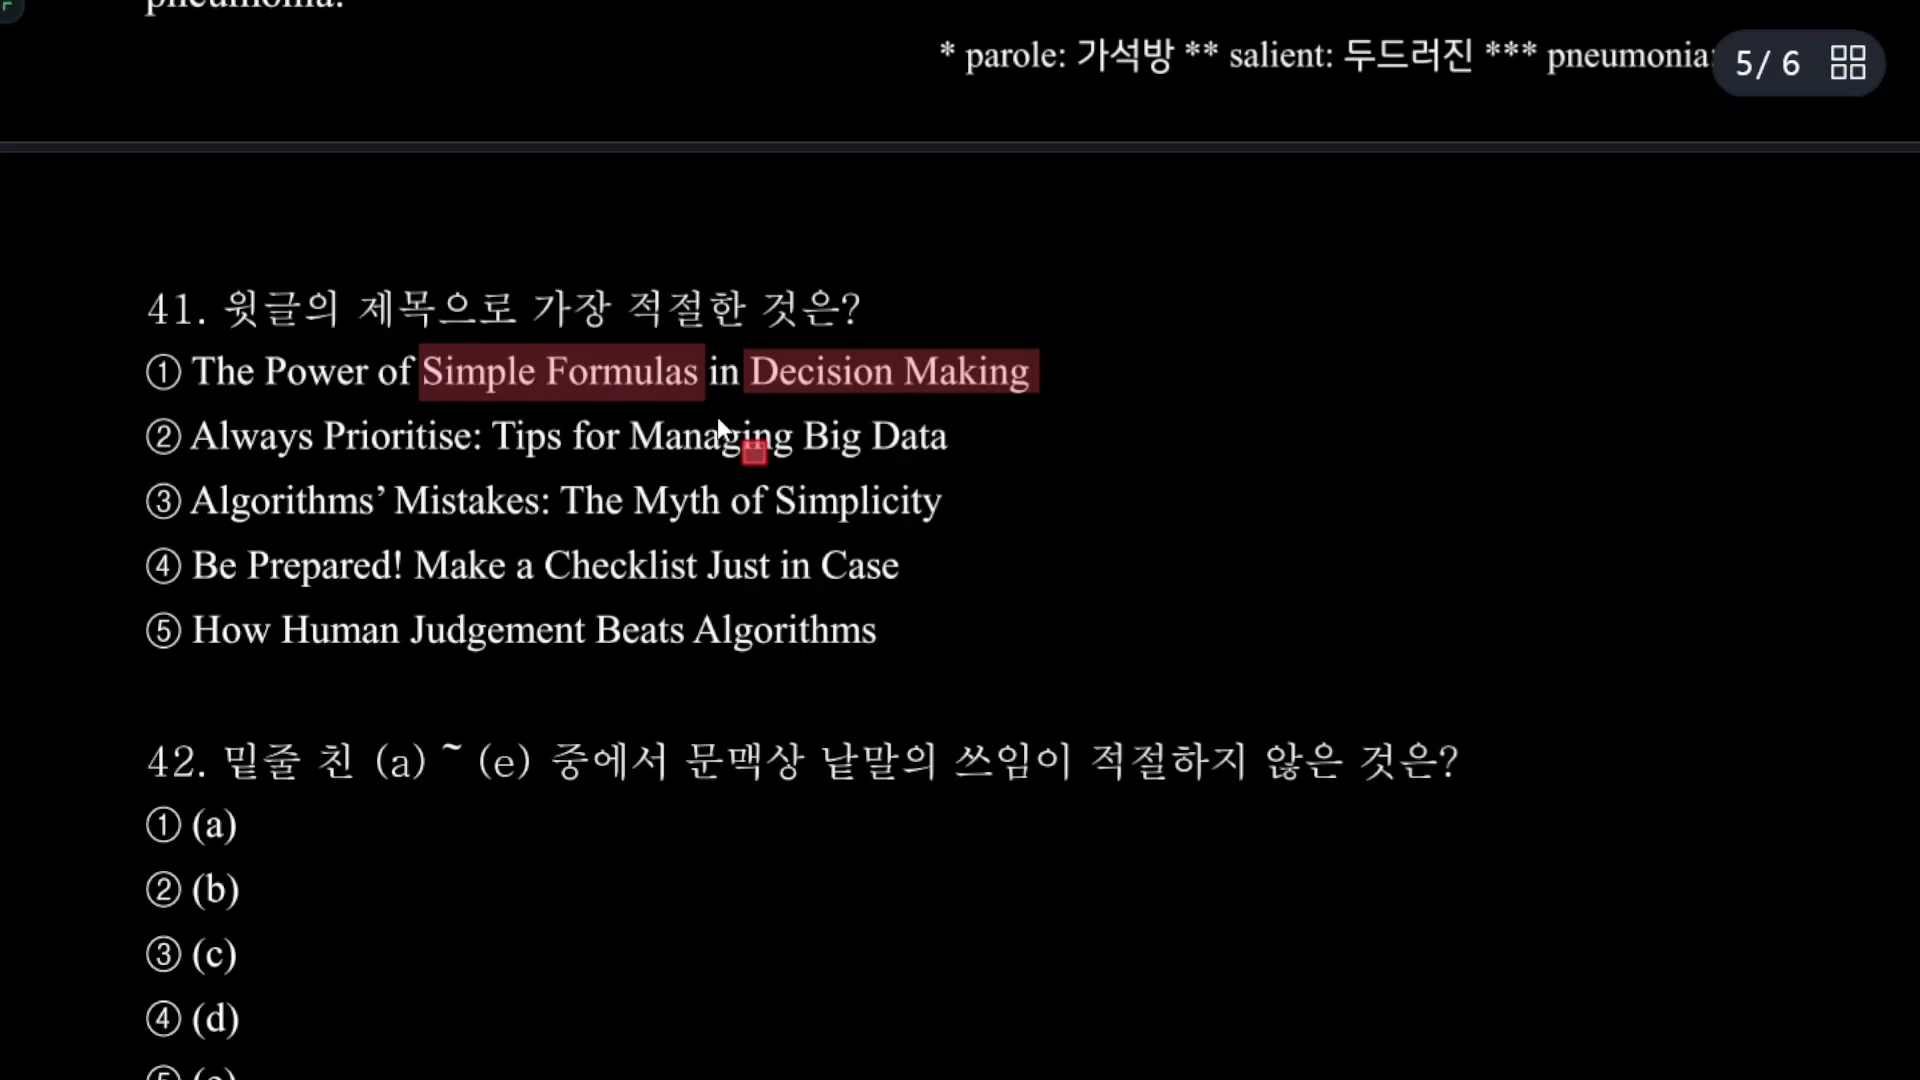 pneumonia.
* parole: 가석방 ** salient: 두드러진 *** pneumonia:
5/ 6
41. 윗글의 제목으로 가장 적절한 것은?
① The Power of Simple Formulas in Decision Making
② Always Prioritise: Tips for Managing Big Data
③ Algorithms’ Mistakes: The Myth of Simplicity
④ Be Prepared! Make a Checklist Just in Case
⑤ How Human Judgement Beats Algorithms
42. 밑줄 친 (a) ~ (e) 중에서 문맥상 낱말의 쓰임이 적절하지 않은 것은?
① (a)
② (b)
③ (c)
④ (d)
⑤ (e)